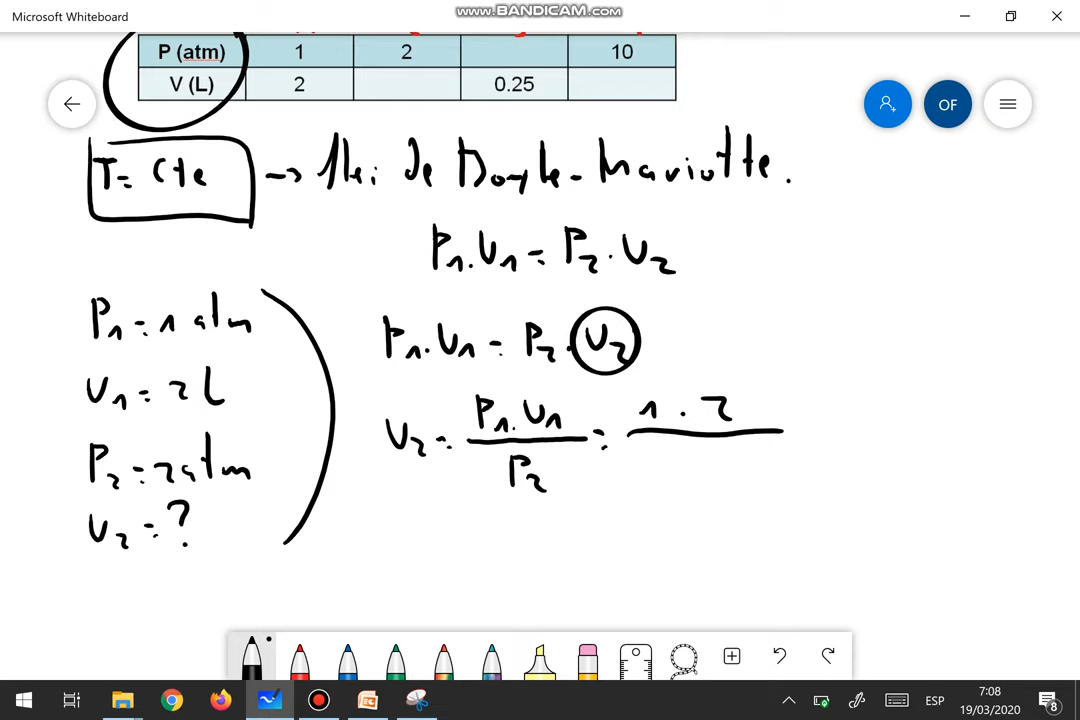 Microsoft Whiteboard
www.BANDICAM.com
P (atm) 1 2 10
V (L) 2 0.25
OF
T = Cte → llei de Boyle-Mariotte.
P1.V1 = P2.V2
P1 = 1 atm
P1.V1 = P2.V2
V1 = 2 L
V2 = P1.V1 / P2 = 1.2
P2 = 2 atm
V2 = ?
ESP
7:08
19/03/2020
8